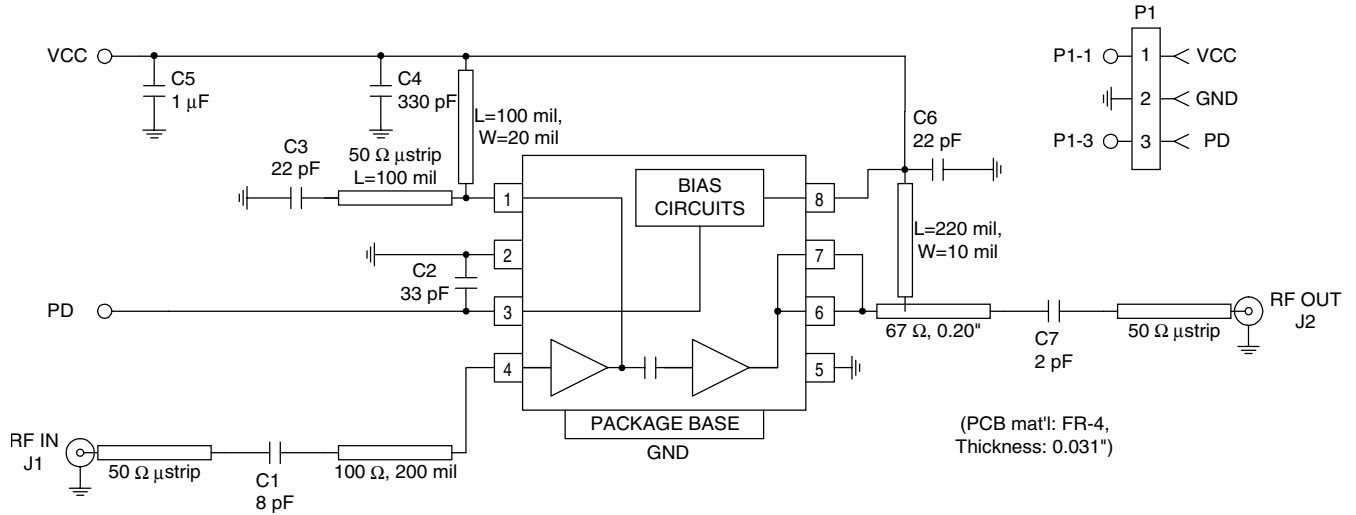 P1
VCC
P1-1
1
VCC
C5
1 µF
C4
330 pF
L=100 mil,
W=20 mil
2
GND
P1-3
3
PD
C6
22 pF
C3
22 pF
50 Ω µstrip
L=100 mil
1
BIAS
CIRCUITS
8
L=220 mil,
W=10 mil
2
7
C2
33 pF
PD
3
6
RF OUT
J2
67 Ω, 0.20"
C7
2 pF
50 Ω µstrip
4
5
PACKAGE BASE
GND
(PCB mat'l: FR-4,
Thickness: 0.031")
RF IN
J1
50 Ω µstrip
C1
8 pF
100 Ω, 200 mil